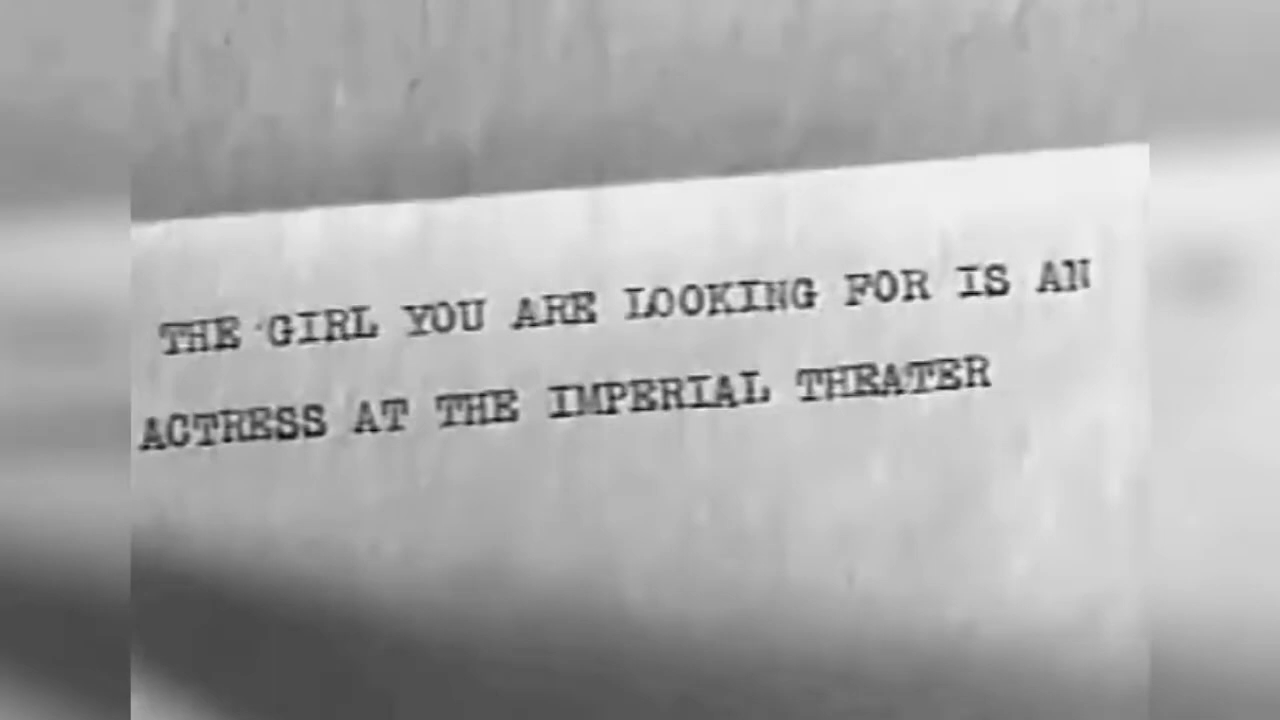 THE GIRL YOU ARE LOOKING FOR IS AN
ACTRESS AT THE IMPERIAL THEATER